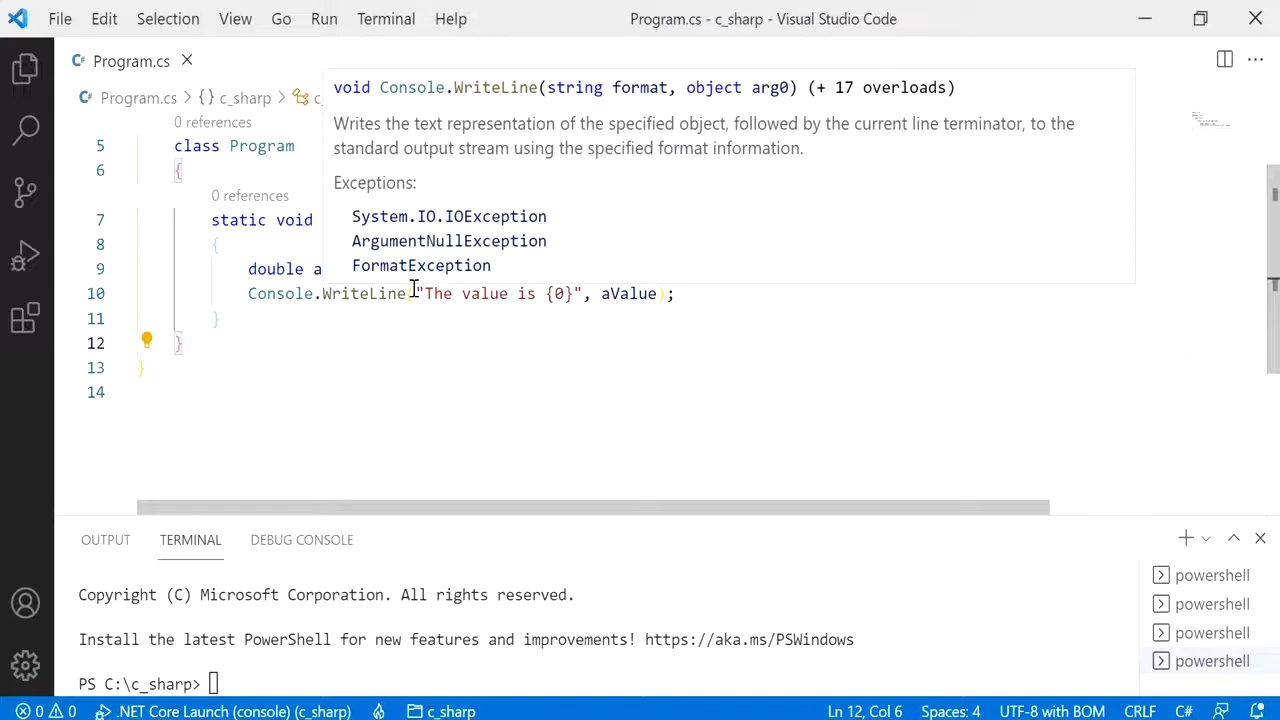 File Edit Selection View Go Run Terminal Help Program.cs - c_sharp - Visual Studio Code
C# Program.cs
C# Program.cs > {} c_sharp >
void Console.WriteLine(string format, object arg0) (+ 17 overloads)
Writes the text representation of the specified object, followed by the current line terminator, to the
standard output stream using the specified format information.
Exceptions:
System.IO.IOException
ArgumentNullException
FormatException
0 references
5 class Program
6 {
0 references
7 static void
8 {
9 double a
10 Console.WriteLine("The value is {0}", aValue);
11 }
12 }
13 }
14
OUTPUT TERMINAL DEBUG CONSOLE
Copyright (C) Microsoft Corporation. All rights reserved.
Install the latest PowerShell for new features and improvements! https://aka.ms/PSWindows
PS C:\c_sharp>
powershell
powershell
powershell
powershell
0 0 .NET Core Launch (console) (c_sharp) c_sharp Ln 12, Col 6 Spaces: 4 UTF-8 with BOM CRLF C#